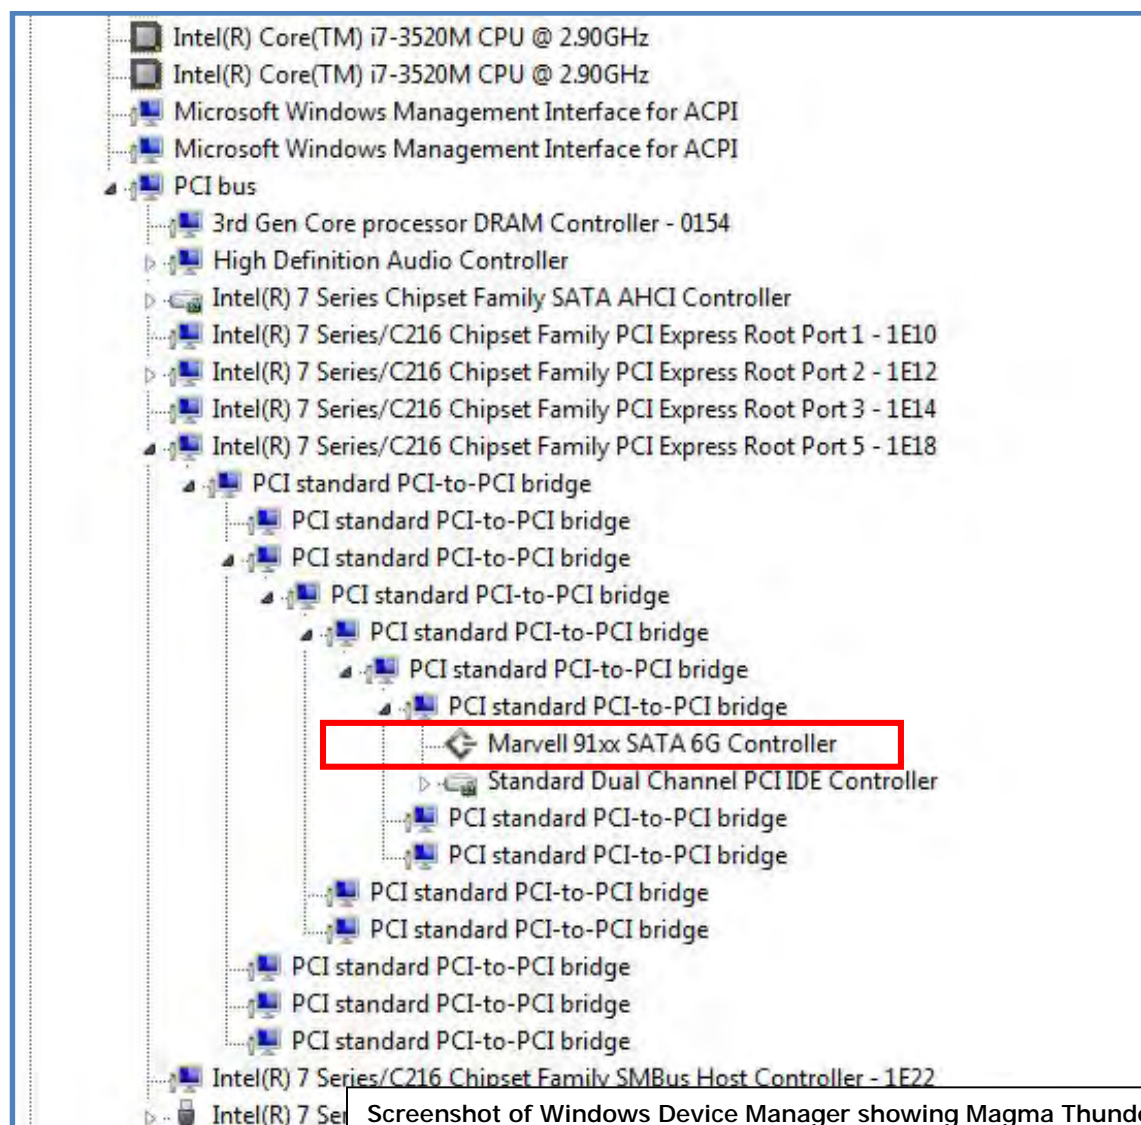 Intel(R) Core(TM) i7-3520M CPU @ 2.90GHz
Intel(R) Core(TM) i7-3520M CPU @ 2.90GHz
Microsoft Windows Management Interface for ACPI
Microsoft Windows Management Interface for ACPI
PCI bus
3rd Gen Core processor DRAM Controller - 0154
High Definition Audio Controller
Intel(R) 7 Series Chipset Family SATA AHCI Controller
Intel(R) 7 Series/C216 Chipset Family PCI Express Root Port 1 - 1E10
Intel(R) 7 Series/C216 Chipset Family PCI Express Root Port 2 - 1E12
Intel(R) 7 Series/C216 Chipset Family PCI Express Root Port 3 - 1E14
Intel(R) 7 Series/C216 Chipset Family PCI Express Root Port 5 - 1E18
PCI standard PCI-to-PCI bridge
PCI standard PCI-to-PCI bridge
PCI standard PCI-to-PCI bridge
PCI standard PCI-to-PCI bridge
PCI standard PCI-to-PCI bridge
PCI standard PCI-to-PCI bridge
PCI standard PCI-to-PCI bridge
Marvell 91xx SATA 6G Controller
Standard Dual Channel PCI IDE Controller
PCI standard PCI-to-PCI bridge
PCI standard PCI-to-PCI bridge
PCI standard PCI-to-PCI bridge
PCI standard PCI-to-PCI bridge
PCI standard PCI-to-PCI bridge
PCI standard PCI-to-PCI bridge
PCI standard PCI-to-PCI bridge
Intel(R) 7 Series/C216 Chipset Family SMBus Host Controller - 1E22
Intel(R) 7 Ser
Screenshot of Windows Device Manager showing Magma